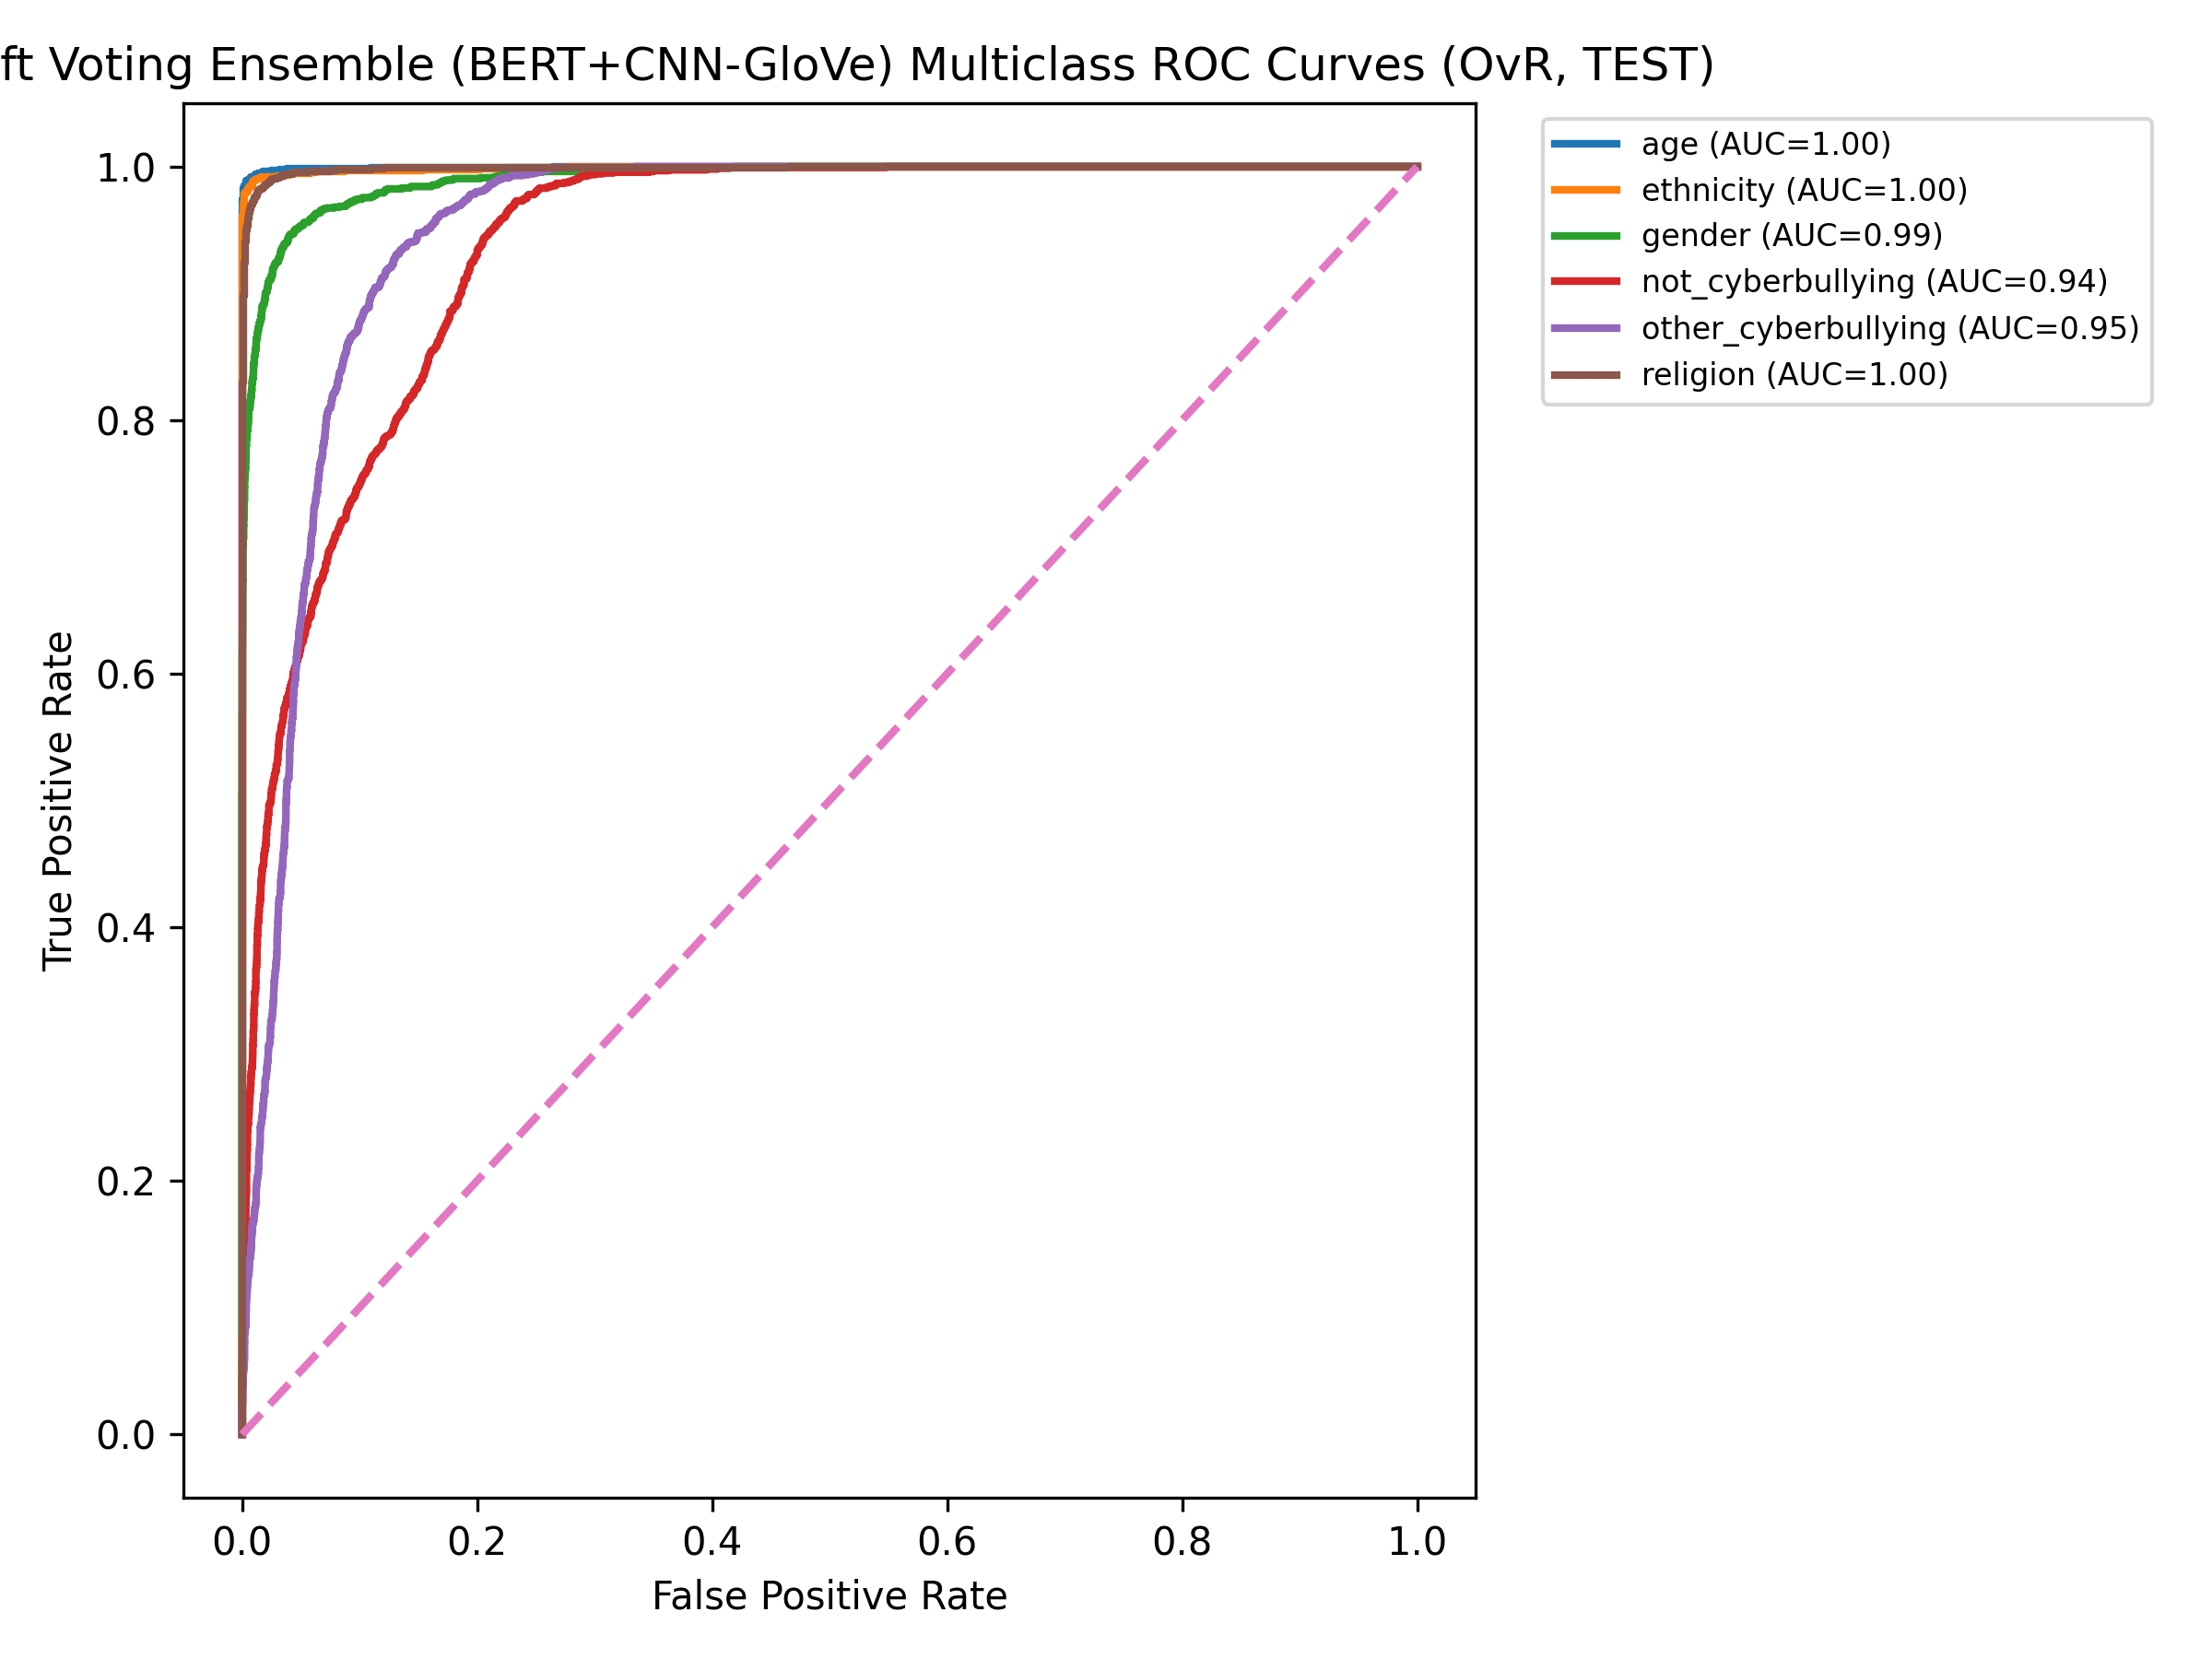 ft Voting Ensemble (BERT+CNN-GloVe) Multiclass ROC Curves (OvR, TEST)
age (AUC=1.00)
ethnicity (AUC=1.00)
gender (AUC=0.99)
not_cyberbullying (AUC=0.94)
other_cyberbullying (AUC=0.95)
religion (AUC=1.00)
True Positive Rate
1.0
0.8
0.6
0.4
0.2
0.0
0.0 0.2 0.4 0.6 0.8 1.0
False Positive Rate